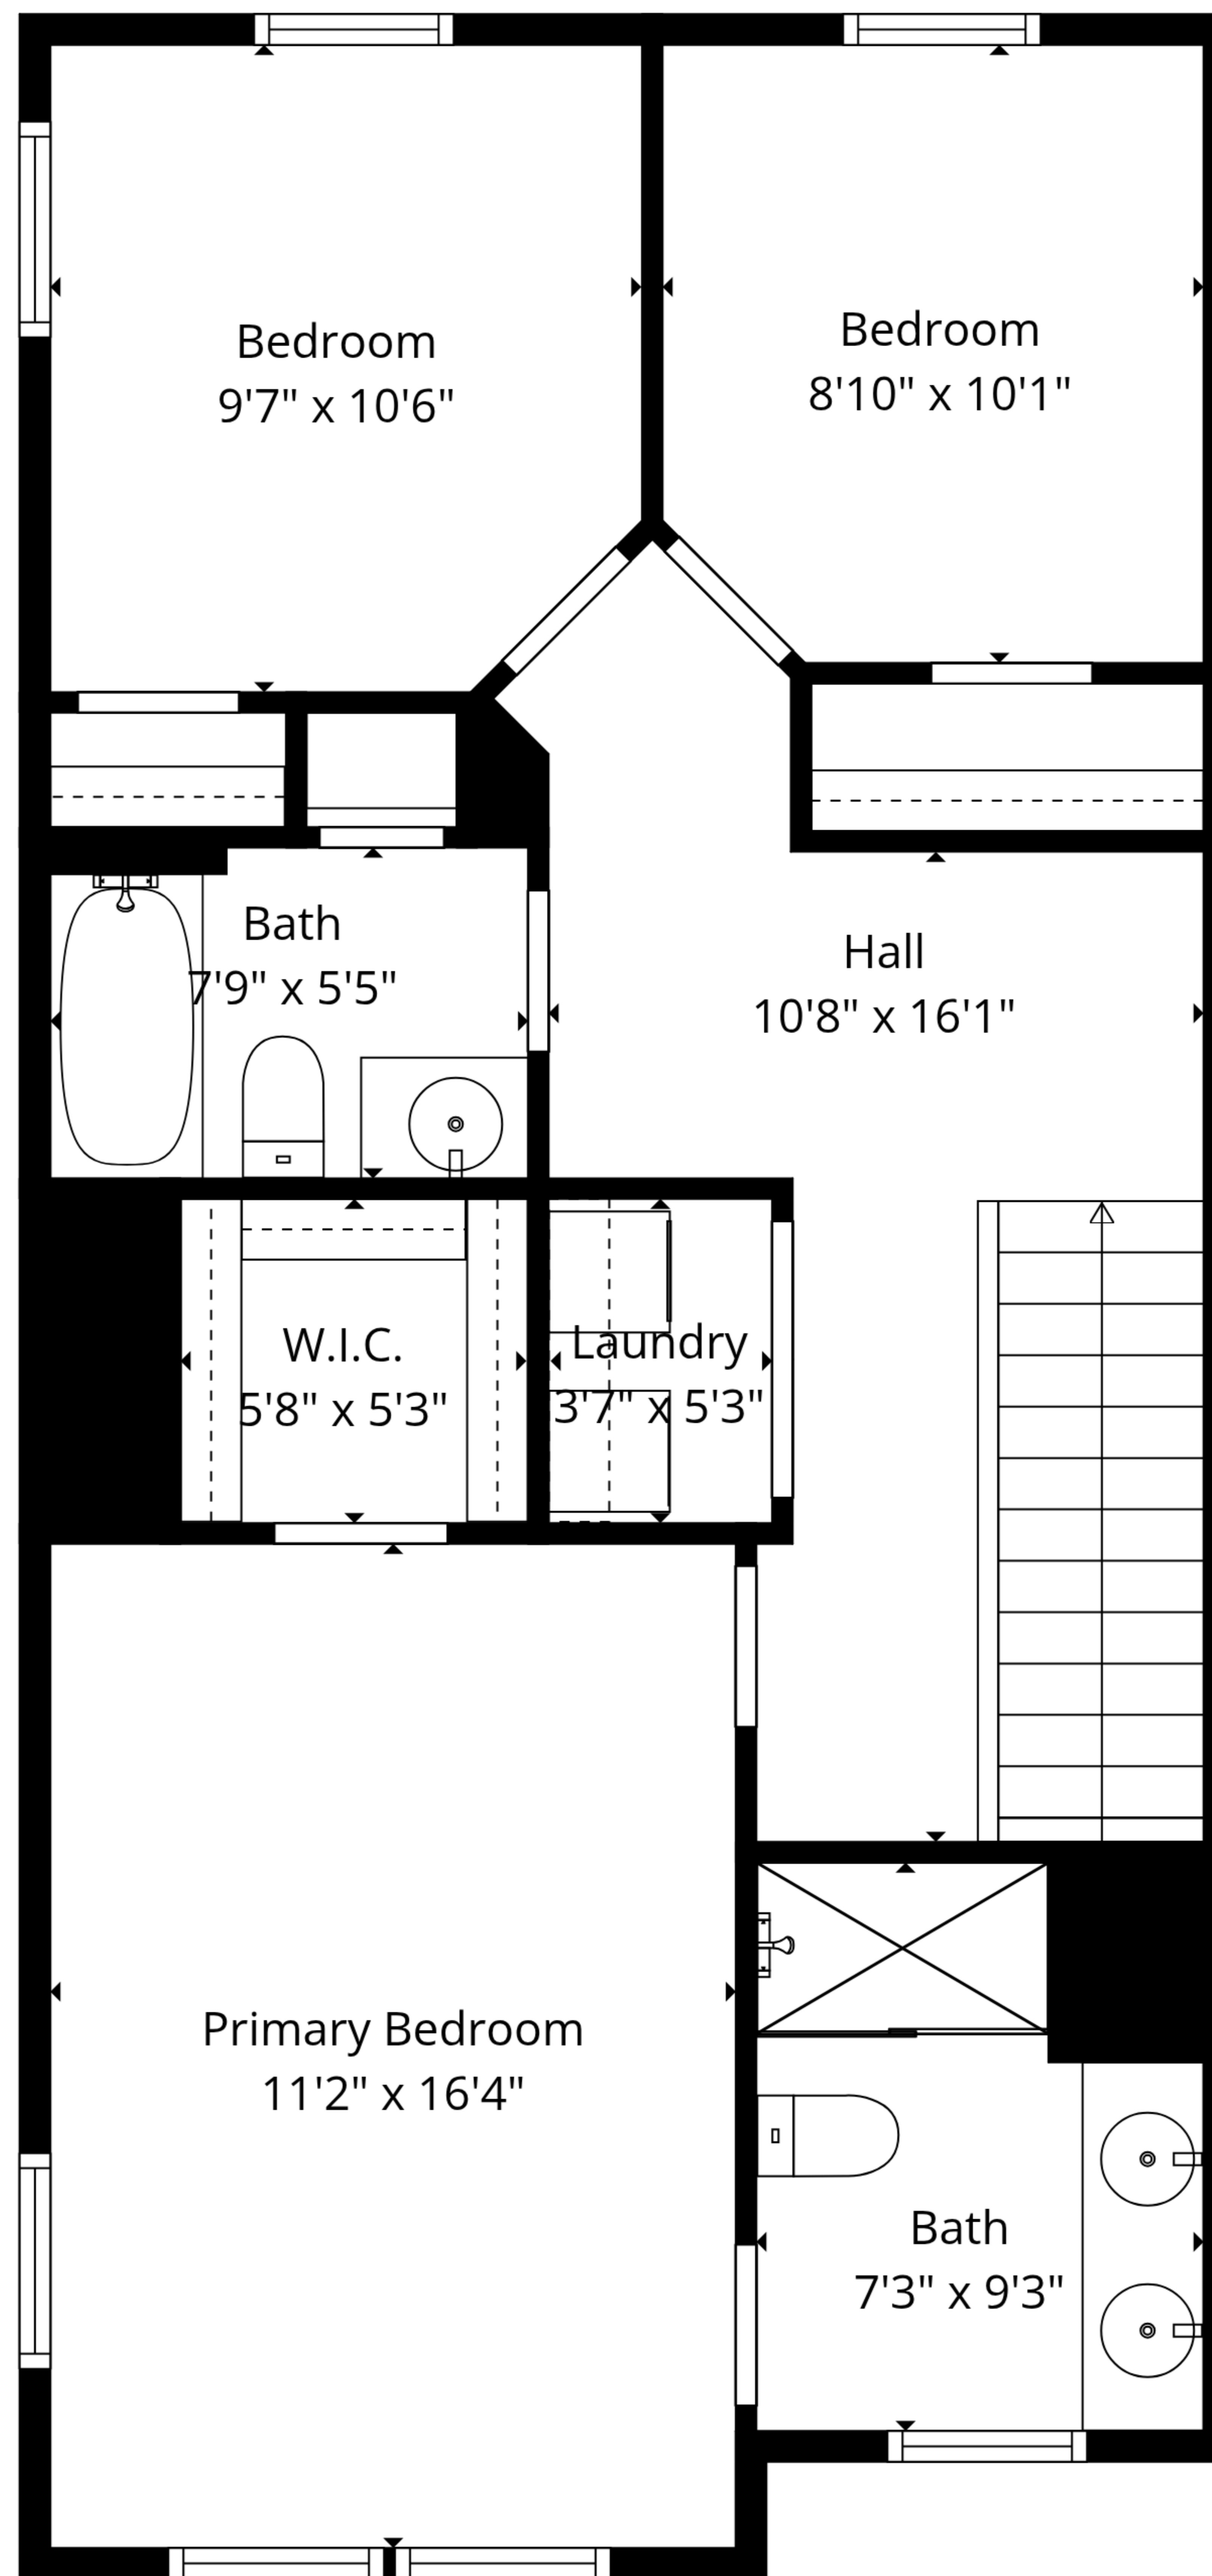 Bedroom
9'7" x 10'6"
Bedroom
8'10" x 10'1"
Bath
7'9" x 5'5"
Hall
10'8" x 16'1"
W.I.C.
5'8" x 5'3"
Laundry
3'7" x 5'3"
Primary Bedroom
11'2" x 16'4"
Bath
7'3" x 9'3"